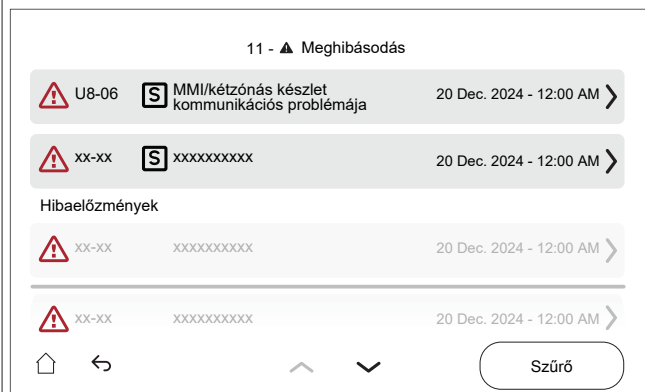 11 - Meghibásodás
U8-06 S MMI/kétzónás készlet 20 Dec. 2024 - 12:00 AM
kommunikációs problémája
xx-xx S xxxxxxxxxx 20 Dec. 2024 - 12:00 AM
Hibaelőzmények
xx-xx xxxxxxxxxx 20 Dec. 2024 - 12:00 AM
xx-xx xxxxxxxxxx 20 Dec. 2024 - 12:00 AM
Szűrő